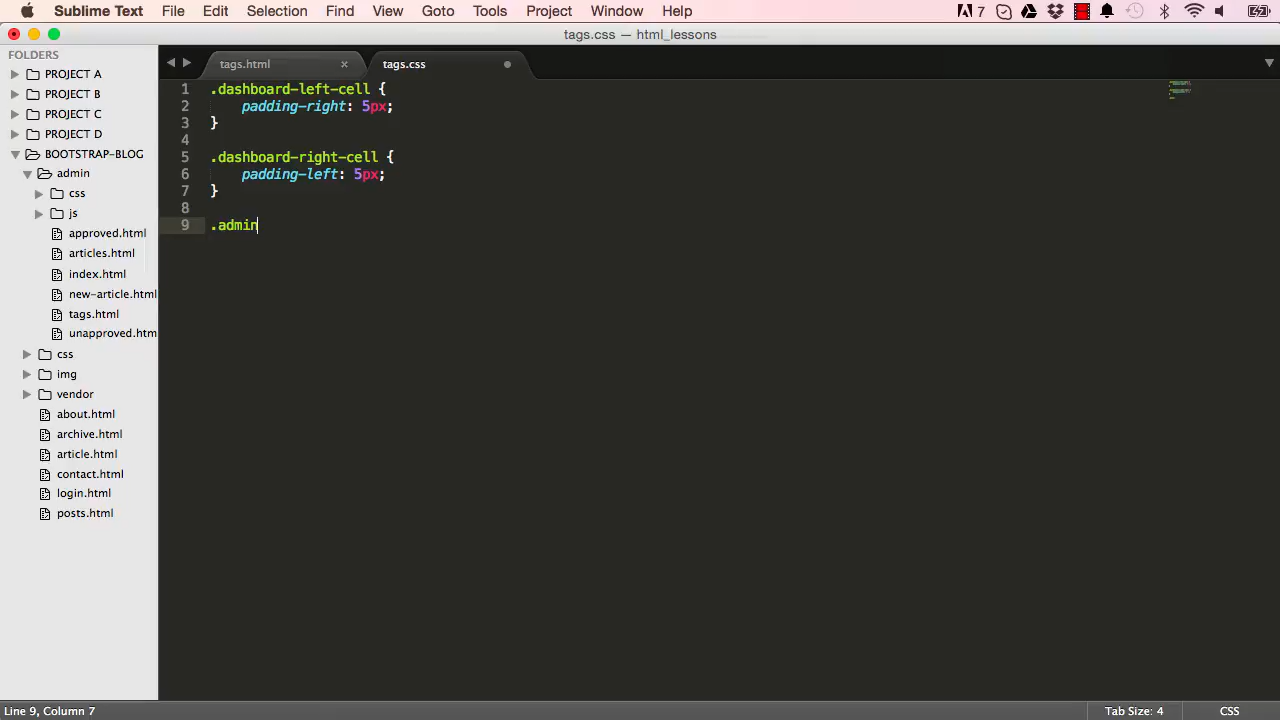 Sublime Text File Edit Selection Find View Goto Tools Project Window Help 7
tags.css — html_lessons
FOLDERS
PROJECT A
PROJECT B
PROJECT C
PROJECT D
BOOTSTRAP-BLOG
admin
css
js
approved.html
articles.html
index.html
new-article.html
tags.html
unapproved.htm
css
img
vendor
about.html
archive.html
article.html
contact.html
login.html
posts.html
tags.html × tags.css
1 .dashboard-left-cell {
2 padding-right: 5px;
3 }
4
5 .dashboard-right-cell {
6 padding-left: 5px;
7 }
8
9 .admin
Line 9, Column 7 Tab Size: 4 CSS